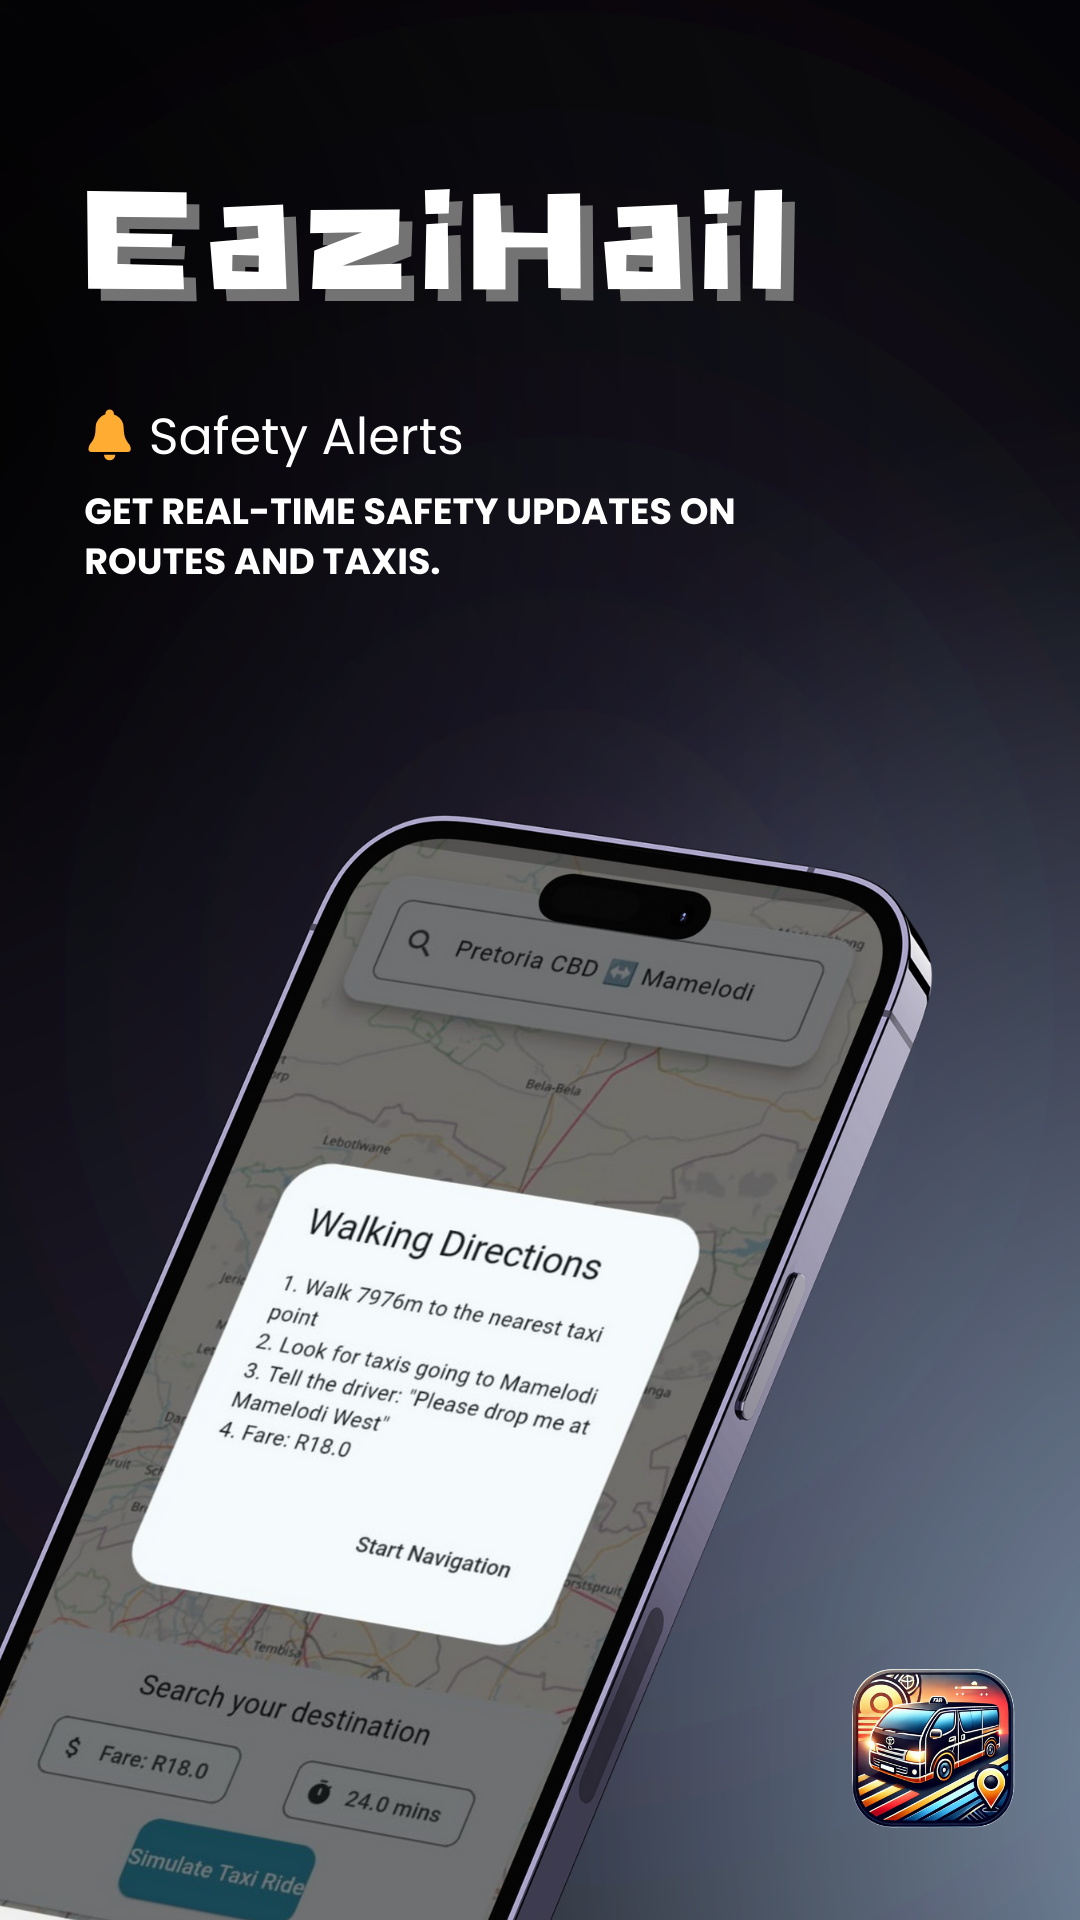 EaziHail
🔔 Safety Alerts
GET REAL-TIME SAFETY UPDATES ON
ROUTES AND TAXIS.
Pretoria CBD ↔️ Mamelodi
Bela-Bela
Lebotlwane
Walking Directions
1. Walk 7976m to the nearest taxi
point
2. Look for taxis going to Mamelodi
3. Tell the driver: "Please drop me at
Mamelodi West"
4. Fare: R18.0
Start Navigation
Tembisa
Search your destination
$ Fare: R18.0
24.0 mins
Simulate Taxi Ride